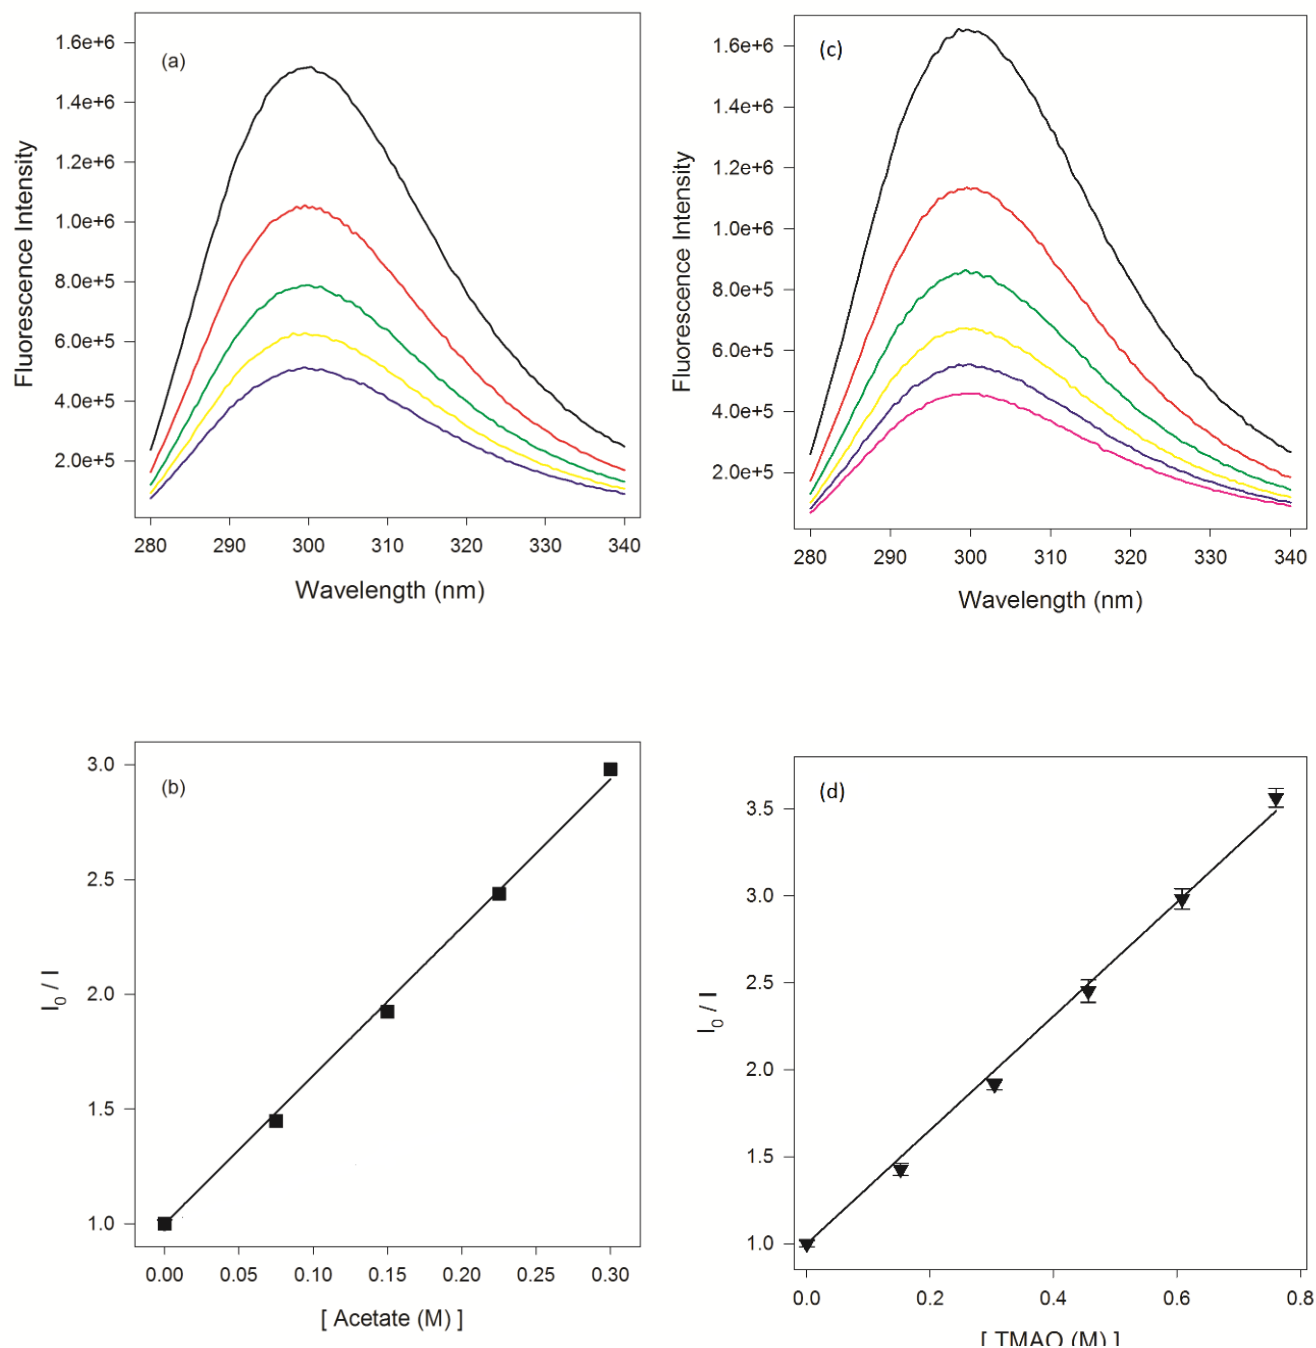 (a)
1.6e+6
1.4e+6
1.2e+6
1.0e+6
8.0e+5
6.0e+5
4.0e+5
2.0e+5
Fluorescence Intensity
280 290 300 310 320 330 340
Wavelength (nm)
(c)
1.6e+6
1.4e+6
1.2e+6
1.0e+6
8.0e+5
6.0e+5
4.0e+5
2.0e+5
Fluorescence Intensity
280 290 300 310 320 330 340
Wavelength (nm)
(b)
3.0
2.5
2.0
1.5
1.0
I₀ / I
0.00 0.05 0.10 0.15 0.20 0.25 0.30
[ Acetate (M) ]
(d)
3.5
3.0
2.5
2.0
1.5
1.0
I₀ / I
0.0 0.2 0.4 0.6 0.8
[ TMAO (M) ]